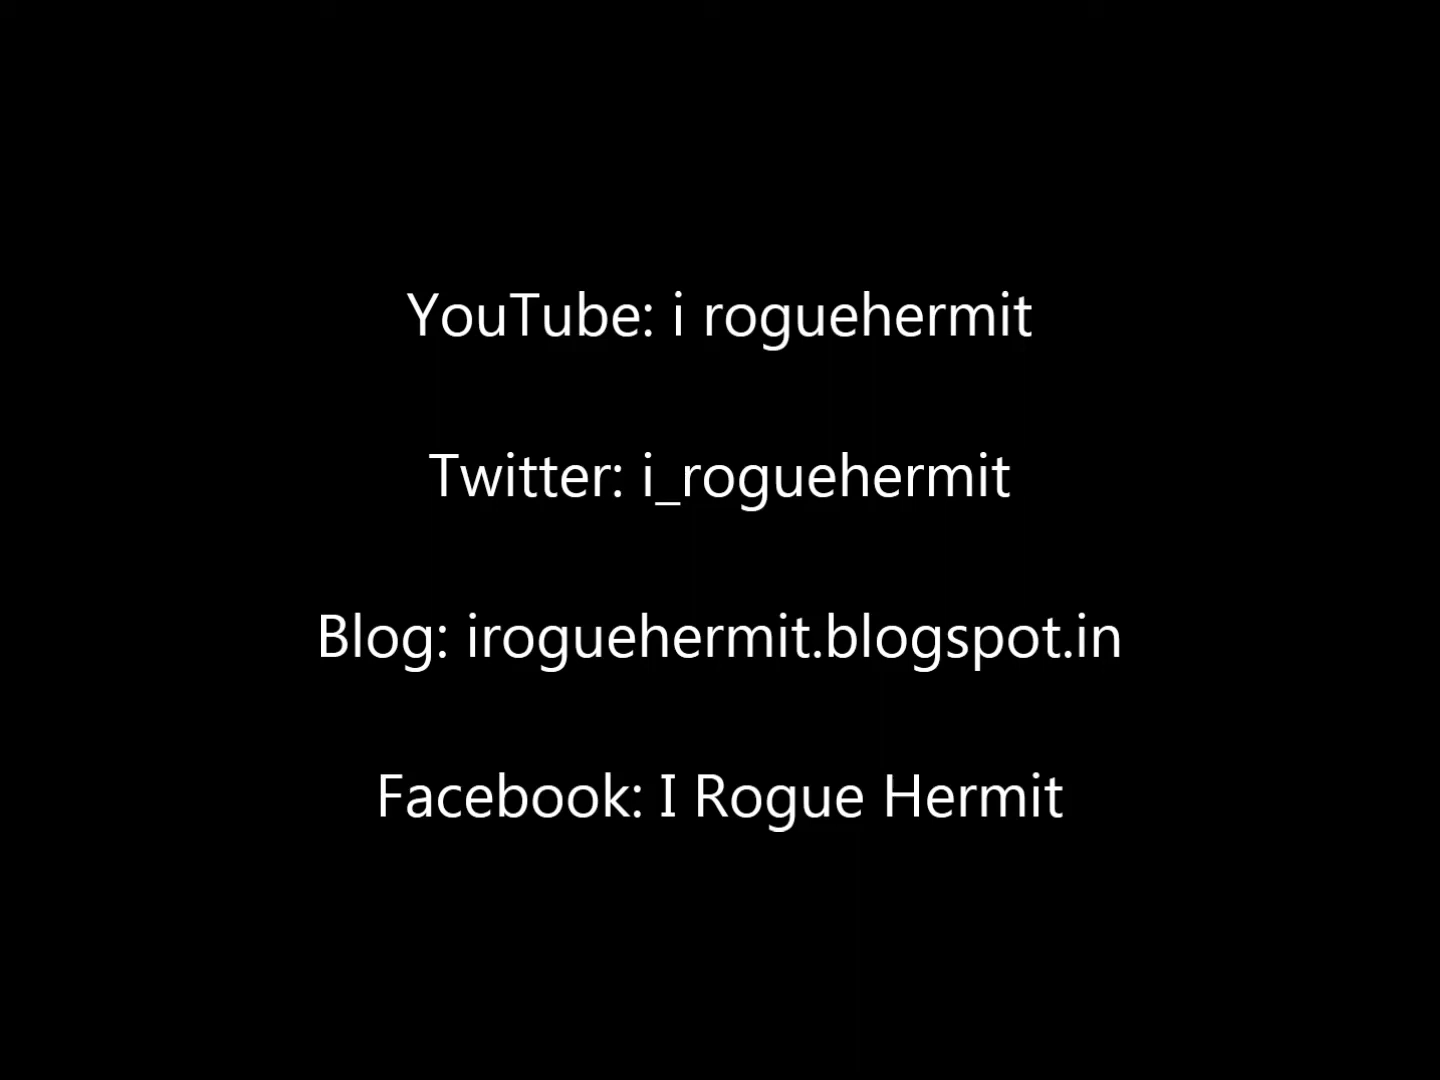 YouTube: i roguehermit
Twitter: i_roguehermit
Blog: iroguehermit.blogspot.in
Facebook: I Rogue Hermit